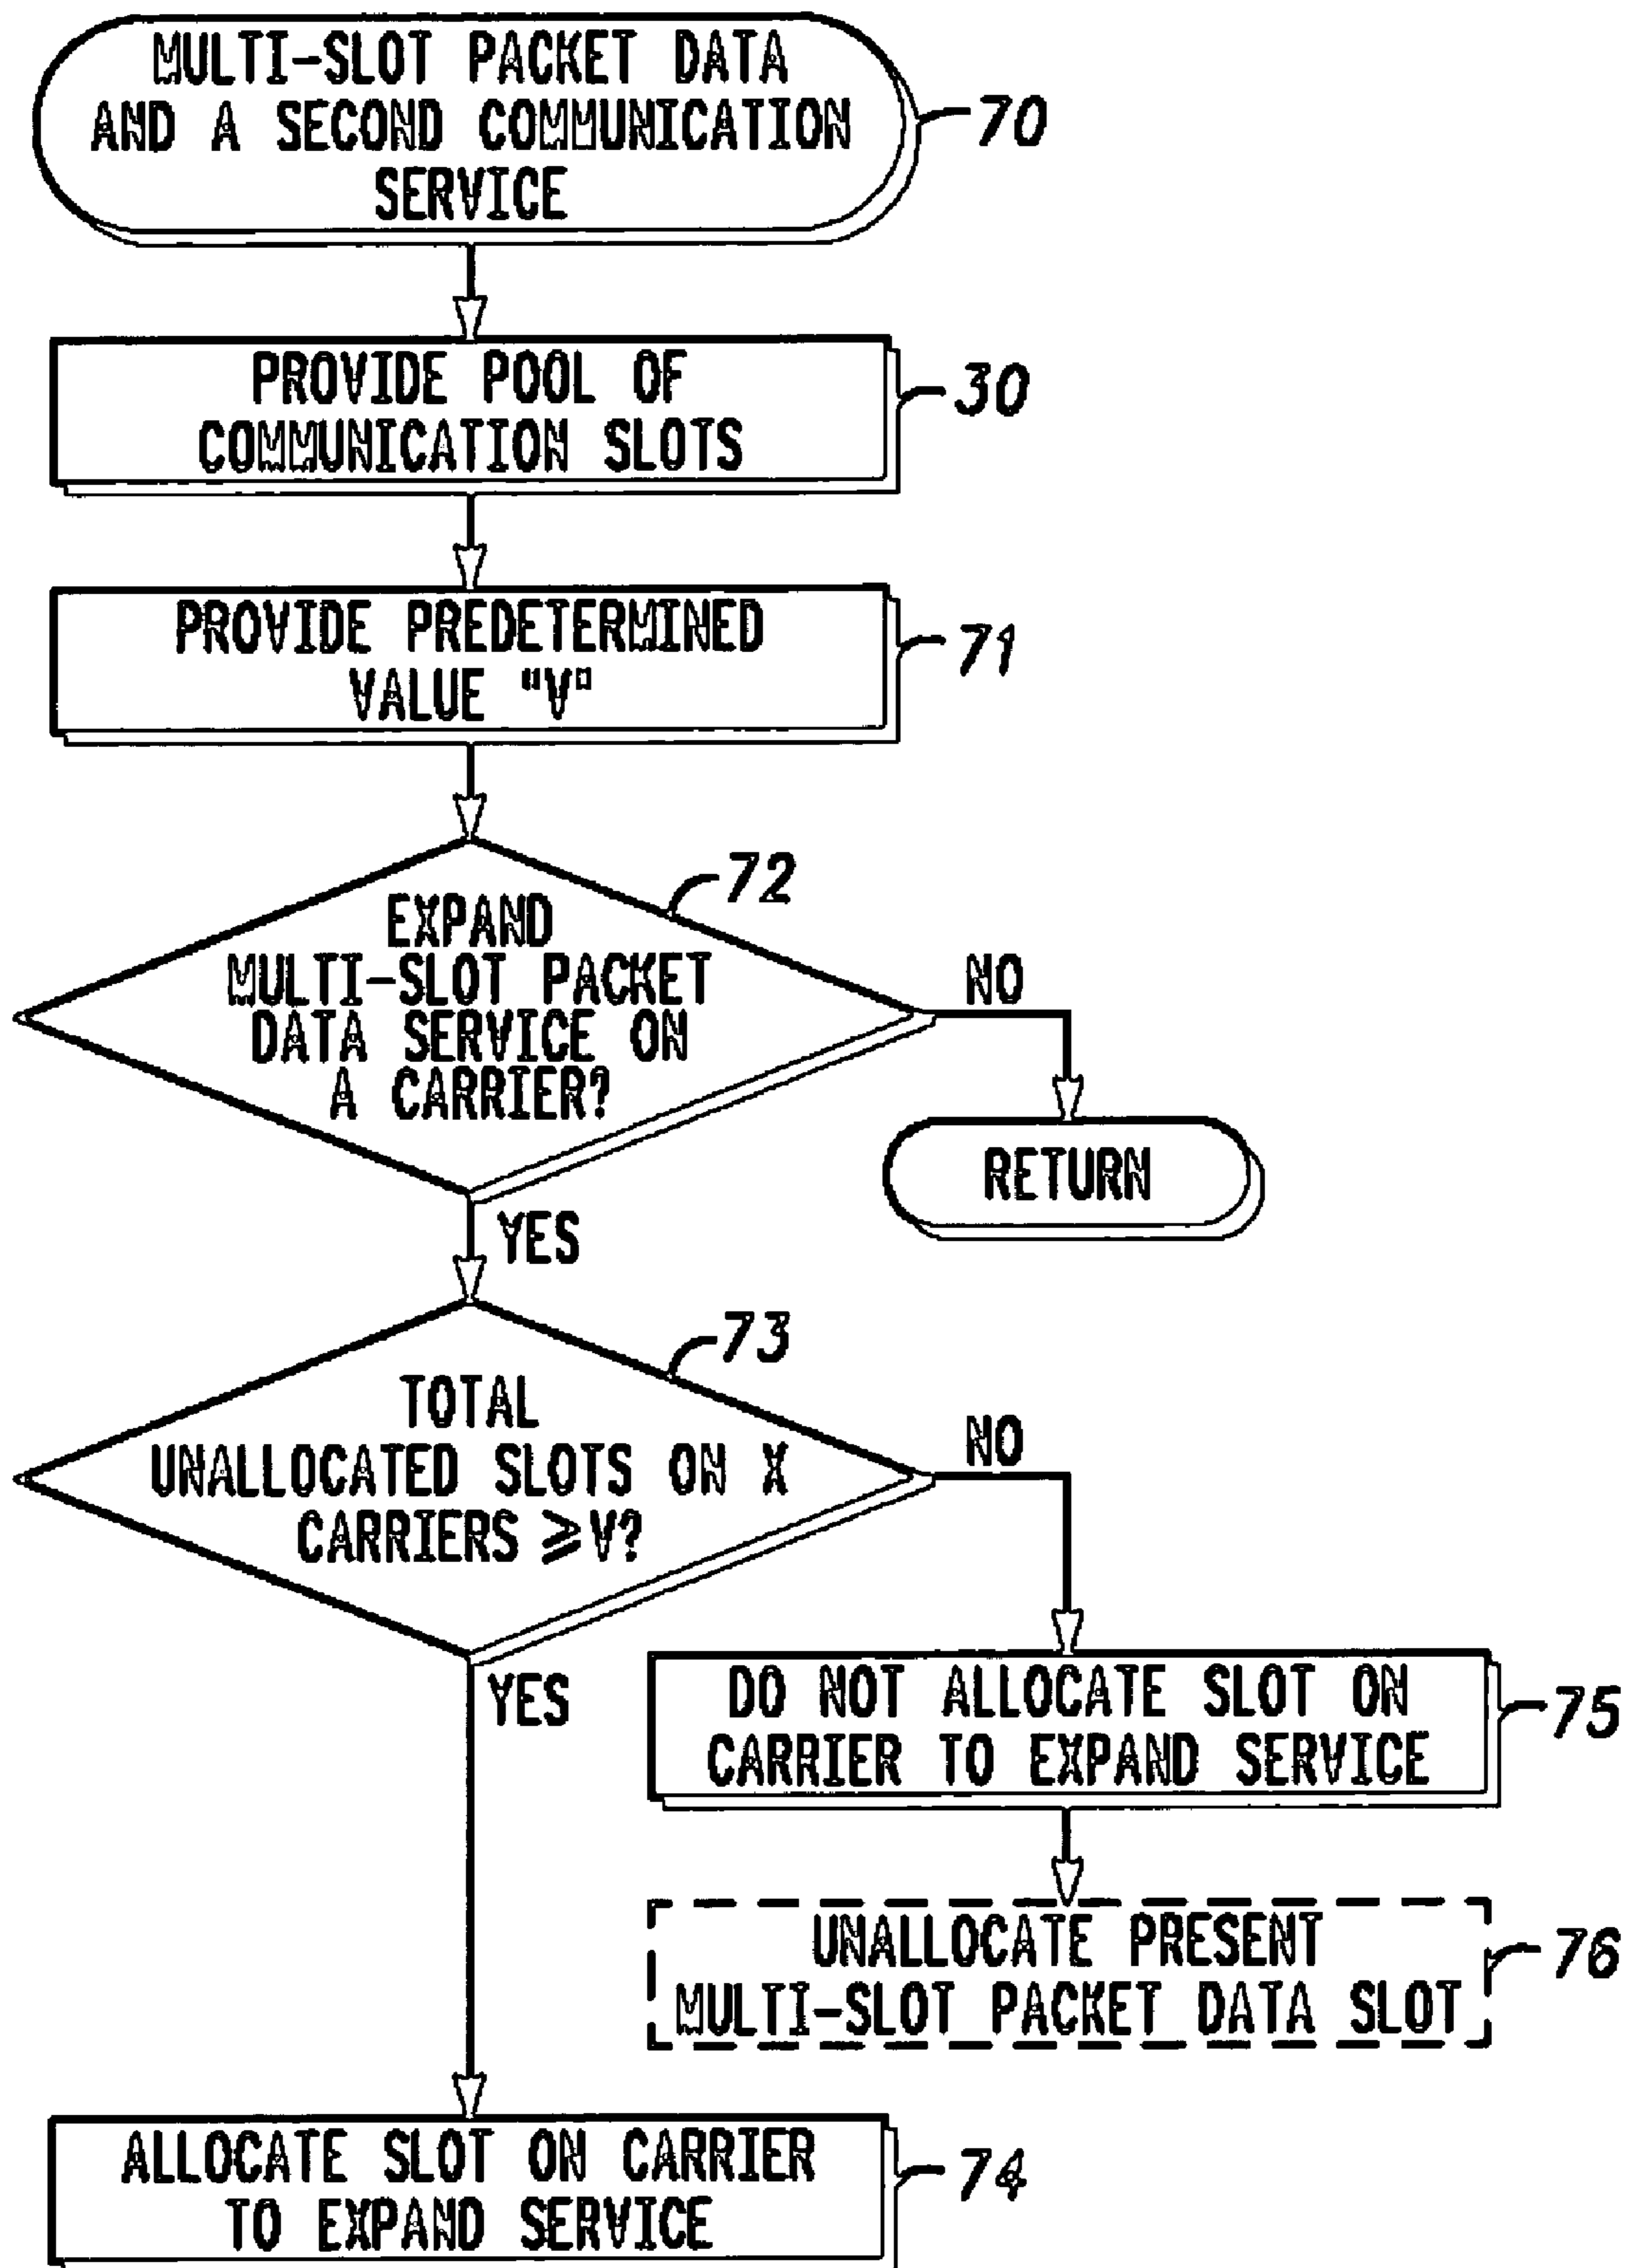 MULTI-SLOT PACKET DATA
AND A SECOND COMMUNICATION
SERVICE
70
PROVIDE POOL OF
COMMUNICATION SLOTS
30
PROVIDE PREDETERMINED
VALUE "V"
71
72
EXPAND
MULTI-SLOT PACKET
DATA SERVICE ON
A CARRIER?
NO
RETURN
YES
73
TOTAL
UNALLOCATED SLOTS ON X
CARRIERS ≥V?
NO
YES
DO NOT ALLOCATE SLOT ON
CARRIER TO EXPAND SERVICE
75
UNALLOCATE PRESENT
MULTI-SLOT PACKET DATA SLOT
76
ALLOCATE SLOT ON CARRIER
TO EXPAND SERVICE
74